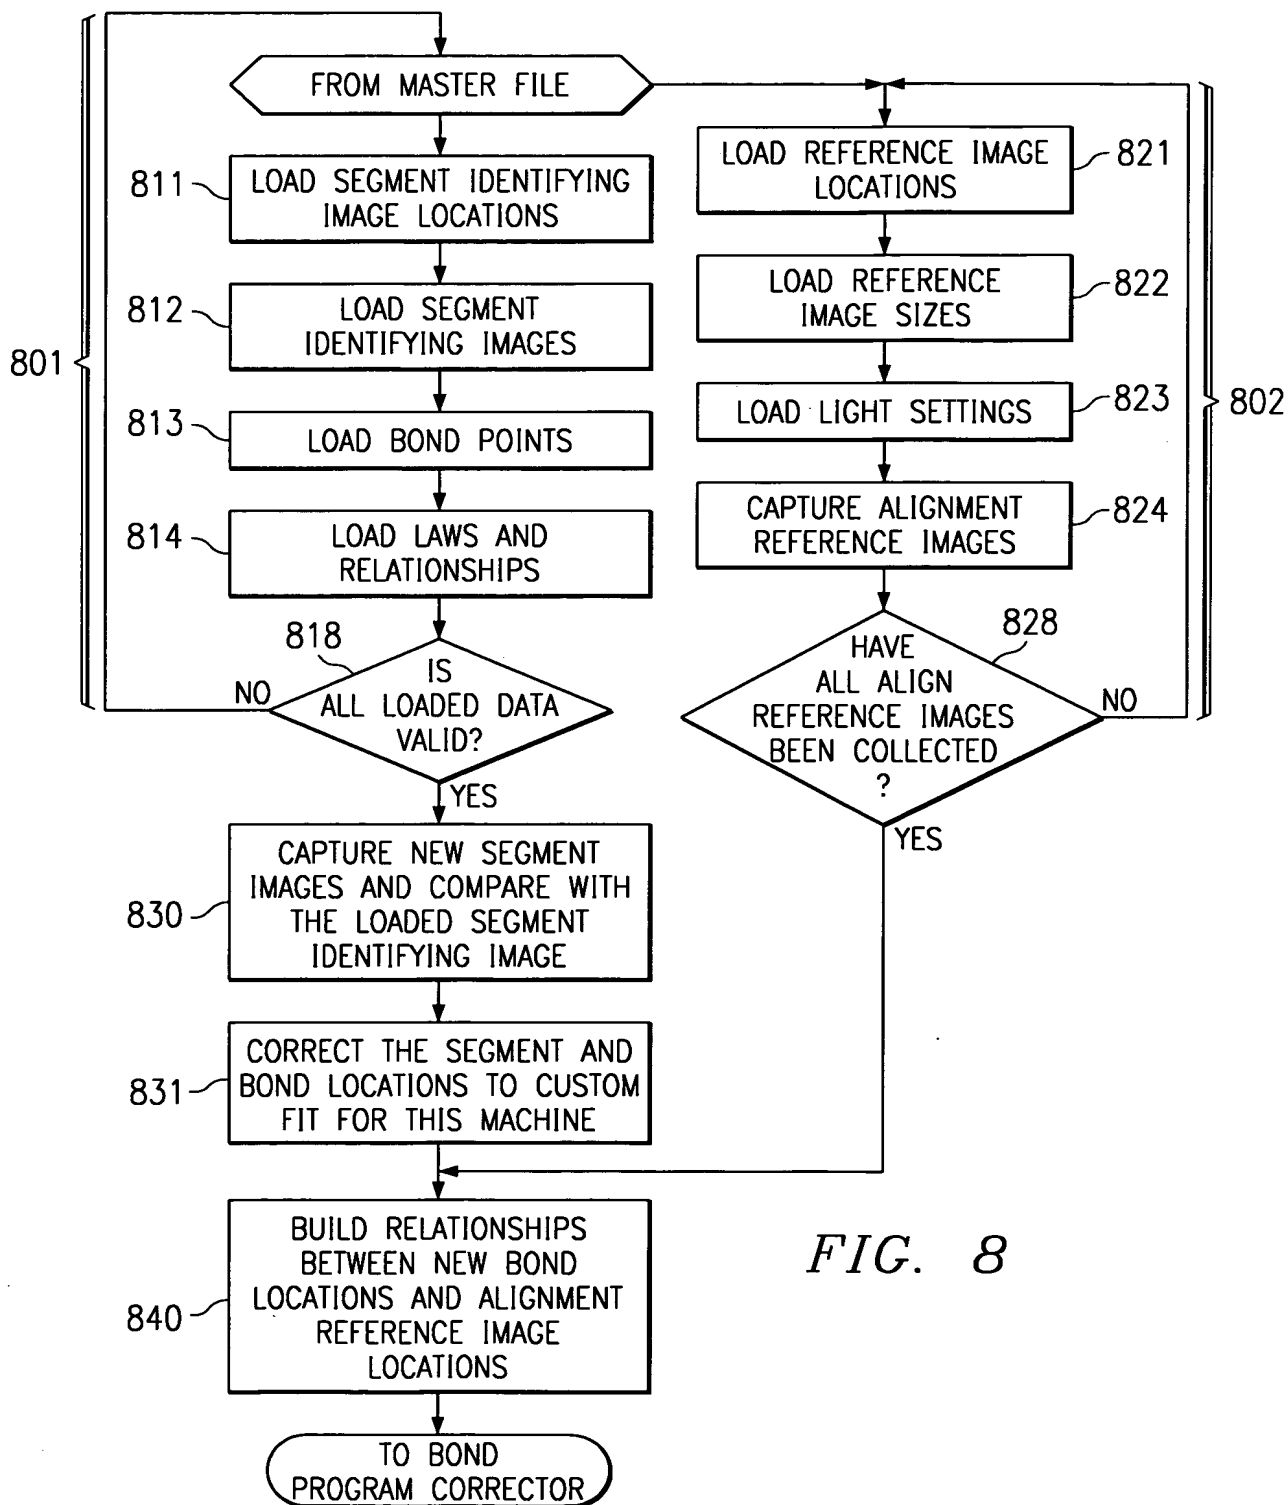 FROM MASTER FILE
811
LOAD SEGMENT IDENTIFYING
IMAGE LOCATIONS
812
LOAD SEGMENT
IDENTIFYING IMAGES
801
813
LOAD BOND POINTS
814
LOAD LAWS AND
RELATIONSHIPS
818
IS
ALL LOADED DATA
VALID?
NO
YES
821
LOAD REFERENCE IMAGE
LOCATIONS
822
LOAD REFERENCE
IMAGE SIZES
823
LOAD LIGHT SETTINGS
802
824
CAPTURE ALIGNMENT
REFERENCE IMAGES
828
HAVE
ALL ALIGN
REFERENCE IMAGES
BEEN COLLECTED
?
NO
YES
830
CAPTURE NEW SEGMENT
IMAGES AND COMPARE WITH
THE LOADED SEGMENT
IDENTIFYING IMAGE
831
CORRECT THE SEGMENT AND
BOND LOCATIONS TO CUSTOM
FIT FOR THIS MACHINE
840
BUILD RELATIONSHIPS
BETWEEN NEW BOND
LOCATIONS AND ALIGNMENT
REFERENCE IMAGE
LOCATIONS
TO BOND
PROGRAM CORRECTOR
FIG. 8